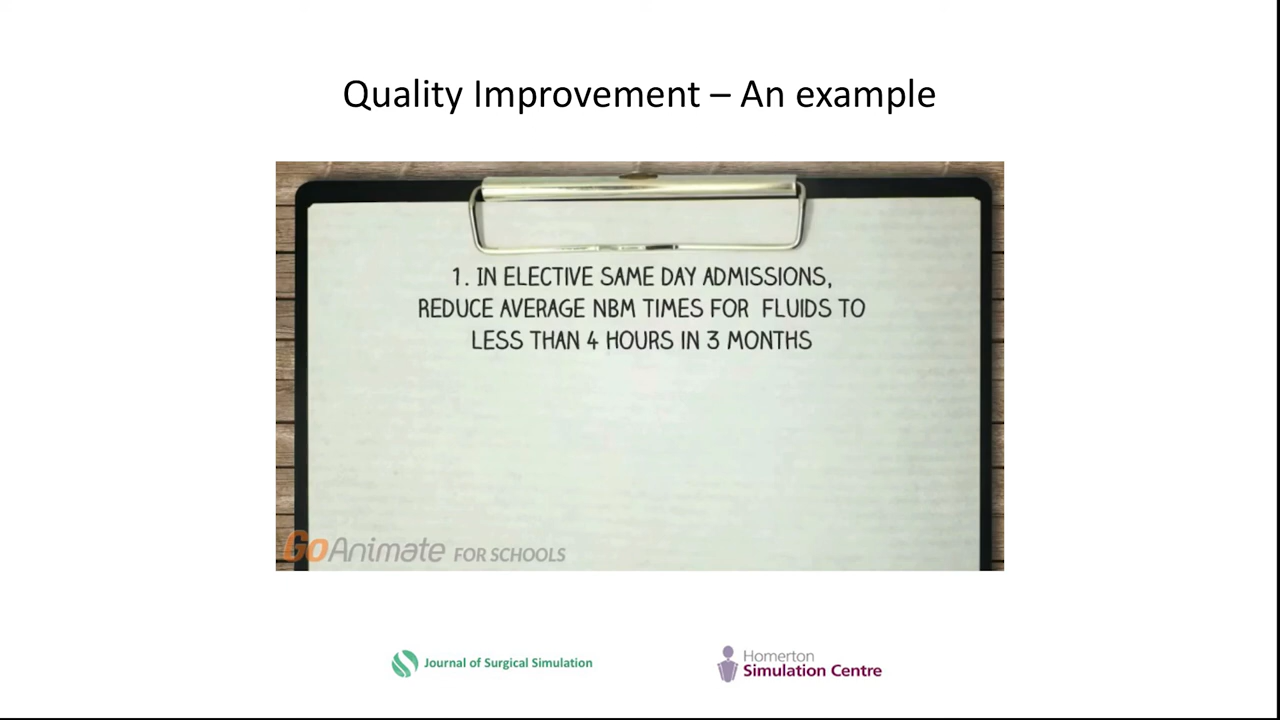 Quality Improvement – An example
1. IN ELECTIVE SAME DAY ADMISSIONS,
REDUCE AVERAGE NBM TIMES FOR FLUIDS TO
LESS THAN 4 HOURS IN 3 MONTHS
GoAnimate FOR SCHOOLS
Journal of Surgical Simulation
Homerton
Simulation Centre